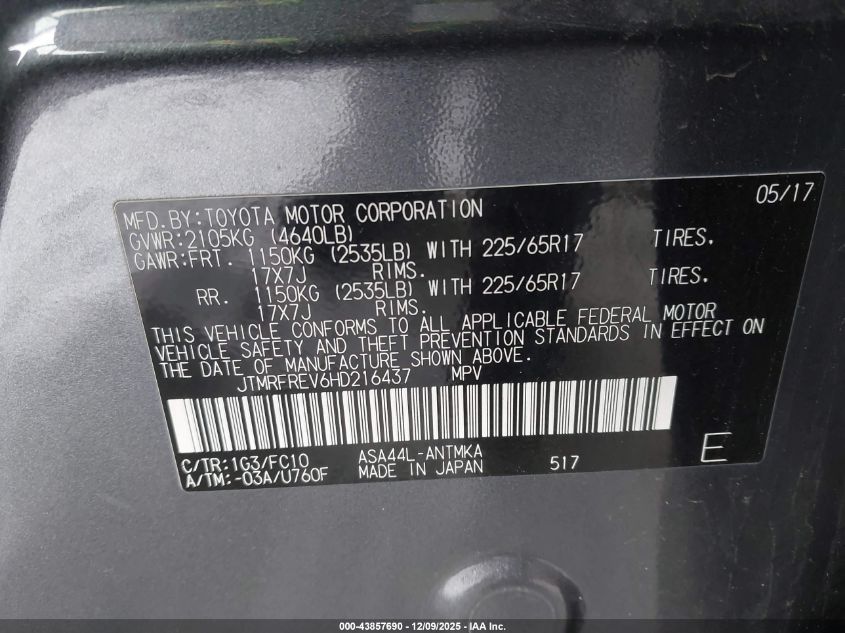 05/17
MFD.BY:TOYOTA MOTOR CORPORATION
GVWR:2105KG (4640LB)
GAWR:FRT. 1150KG (2535LB) WITH 225/65R17 TIRES.
17X7J RIMS.
RR. 1150KG (2535LB) WITH 225/65R17 TIRES.
17X7J RIMS.
THIS VEHICLE CONFORMS TO ALL APPLICABLE FEDERAL MOTOR
VEHICLE SAFETY AND THEFT PREVENTION STANDARDS IN EFFECT ON
THE DATE OF MANUFACTURE SHOWN ABOVE.
JTMRFREV6HD216437 MPV
C/TR:1G3/FC10 ASA44L-ANTMKA
A/TM:-03A/U760F MADE IN JAPAN 517 E
000-43857690 - 12/09/2025 - IAA Inc.